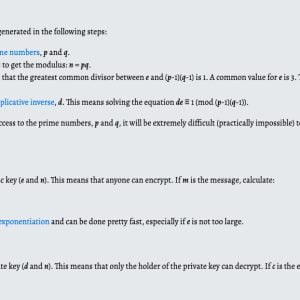 generated in the following steps:
me numbers, p and q.
to get the modulus: n = pq.
that the greatest common divisor between e and (p-1)(q-1) is 1. A common value for e is 3.
plicative inverse, d. This means solving the equation de ≡ 1 (mod (p-1)(q-1)).
ccess to the prime numbers, p and q, it will be extremely difficult (practically impossible) to
c key (e and n). This means that anyone can encrypt. If m is the message, calculate:
exponentiation and can be done pretty fast, especially if e is not too large.
te key (d and n). This means that only the holder of the private key can decrypt. If c is the e